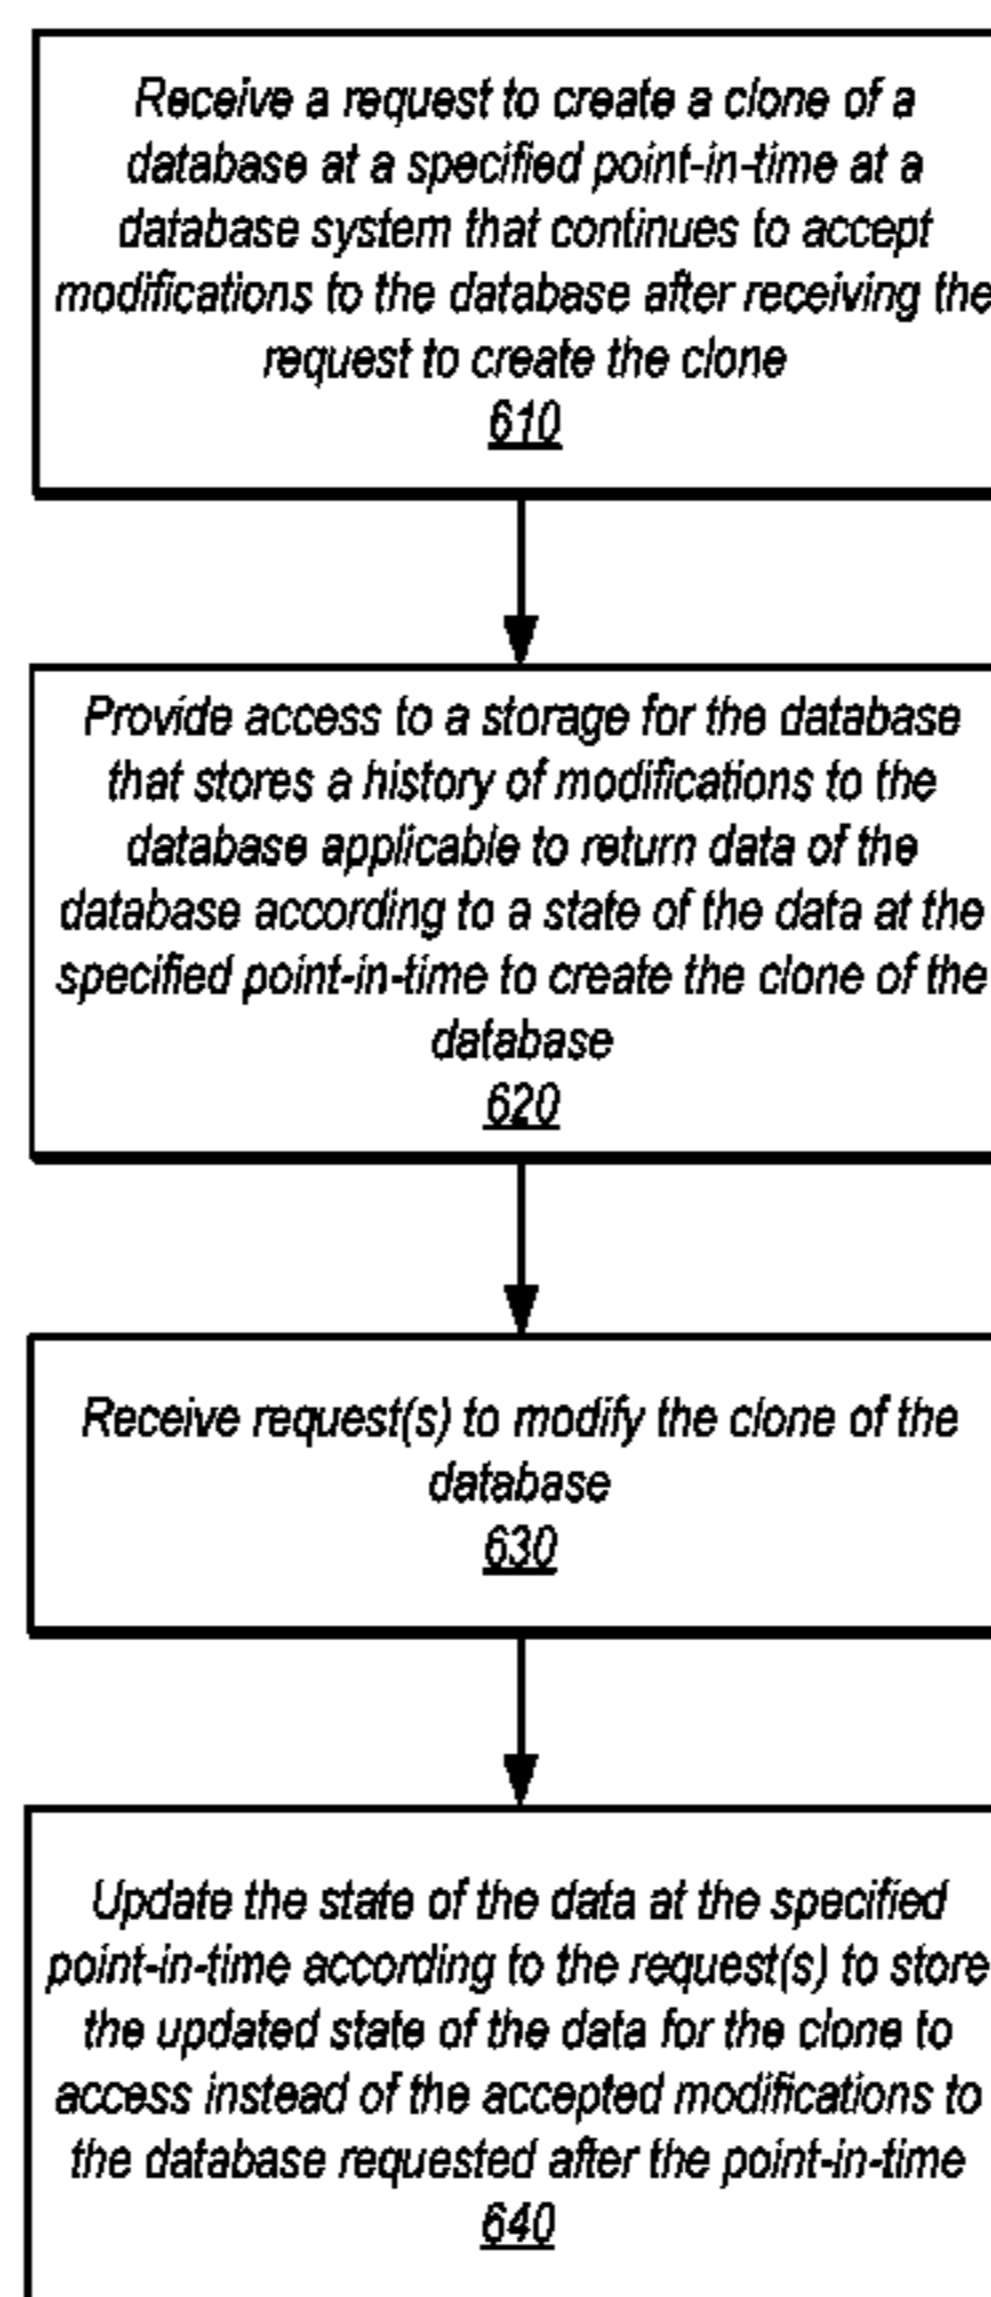 Receive a request to create a clone of a
database at a specified point-in-time at a
database system that continues to accept
modifications to the database after receiving the
request to create the clone
610
Provide access to a storage for the database
that stores a history of modifications to the
database applicable to return data of the
database according to a state of the data at the
specified point-in-time to create the clone of the
database
620
Receive request(s) to modify the clone of the
database
630
Update the state of the data at the specified
point-in-time according to the request(s) to store
the updated state of the data for the clone to
access instead of the accepted modifications to
the database requested after the point-in-time
640